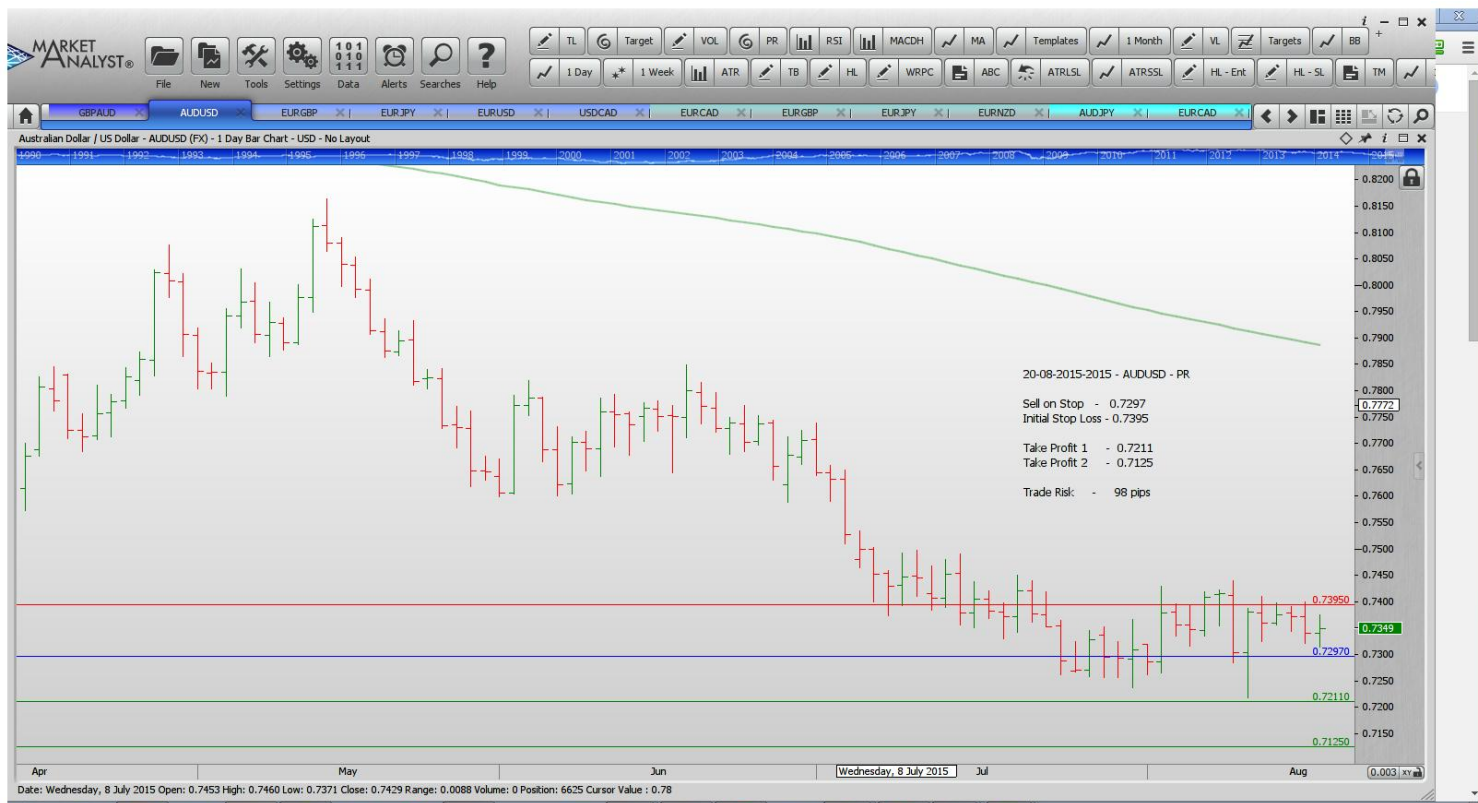 i
MARKET
ANALYST®
TL
Target
VOL
PR
RSI
MACDH
MA
Templates
1 Month
VL
Targets
BB
+
1 Day
1 Week
ATR
TB
HL
WRPC
ABC
ATRLSL
ATRSSL
HL - Ent
HL - SL
TM
101
010
111
?
File
New
Tools
Settings
Data
Alerts
Searches
Help
GBPAUD
AUDUSD
EURGBP
EURJPY
EURUSD
USDCAD
EURCAD
EURGBP
EURJPY
EURNZD
AUDJPY
EURCAD
Australian Dollar / US Dollar - AUDUSD (FX) - 1 Day Bar Chart - USD - No Layout
i
1990 1991 1992 1993 1994 1995 1996 1997 1998 1999 2000 2001 2002 2003 2004 2005 2006 2007 2008 2009 2010 2011 2012 2013 2014 2015
0.8200
0.8150
0.8100
0.8050
0.8000
0.7950
0.7900
0.7850
0.7800
0.7772
0.7750
0.7700
0.7650
0.7600
0.7550
0.7500
0.7450
0.7400
0.7349
0.7300
0.7250
0.7200
0.7150
20-08-2015-2015 - AUDUSD - PR
Sell on Stop - 0.7297
Initial Stop Loss - 0.7395
Take Profit 1 - 0.7211
Take Profit 2 - 0.7125
Trade Risk - 98 pips
0.73950
0.72970
0.72110
0.71250
Apr May Jun Wednesday, 8 July 2015 Jul Aug
0.003 XY
Date: Wednesday, 8 July 2015 Open: 0.7453 High: 0.7460 Low: 0.7371 Close: 0.7429 Range: 0.0088 Volume: 0 Position: 6625 Cursor Value : 0.78